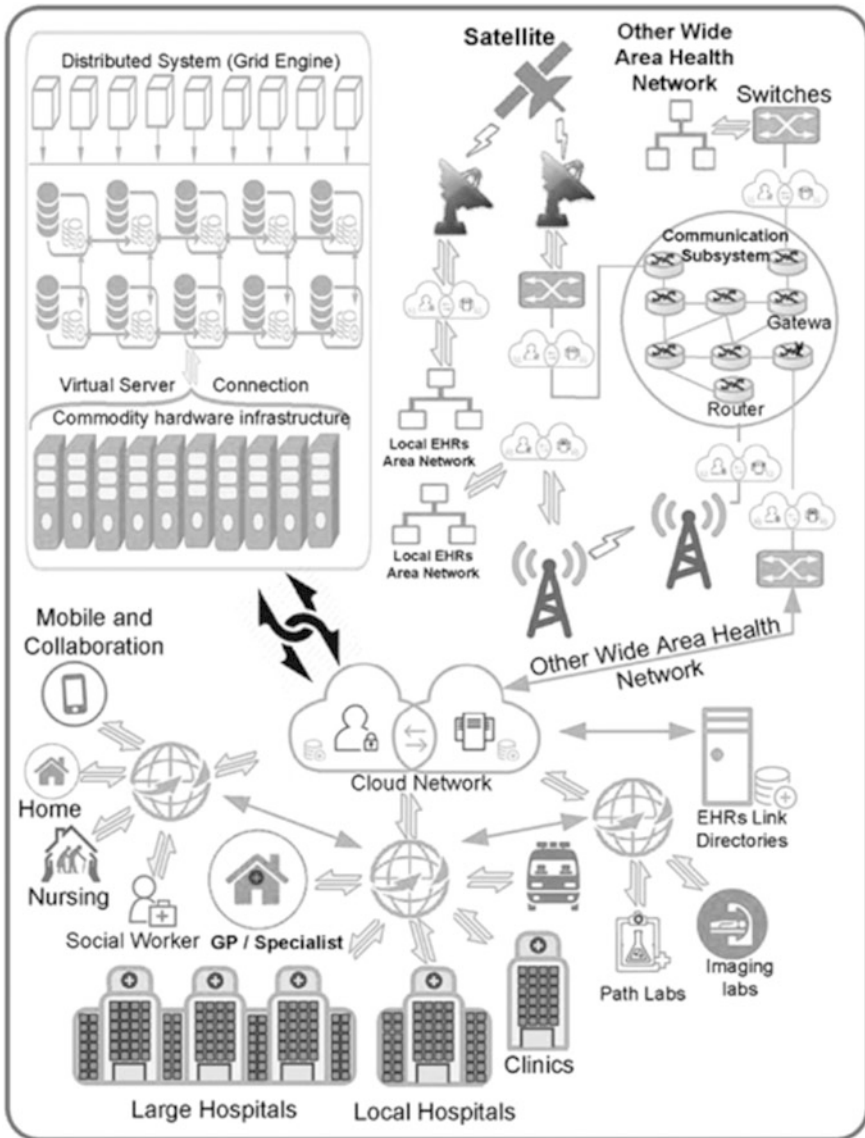 Distributed System (Grid Engine)
Satellite
Other Wide
Area Health
Network
Switches
Communication
Subsystem
Gatewa
Router
Virtual Server
Connection
Commodity hardware infrastructure
Local EHRs
Area Network
Local EHRs
Area Network
Mobile and
Collaboration
Other Wide Area Health
Network
Cloud Network
Home
EHRs Link
Directories
Nursing
Social Worker
GP / Specialist
Path Labs
Imaging
labs
Clinics
Large Hospitals
Local Hospitals